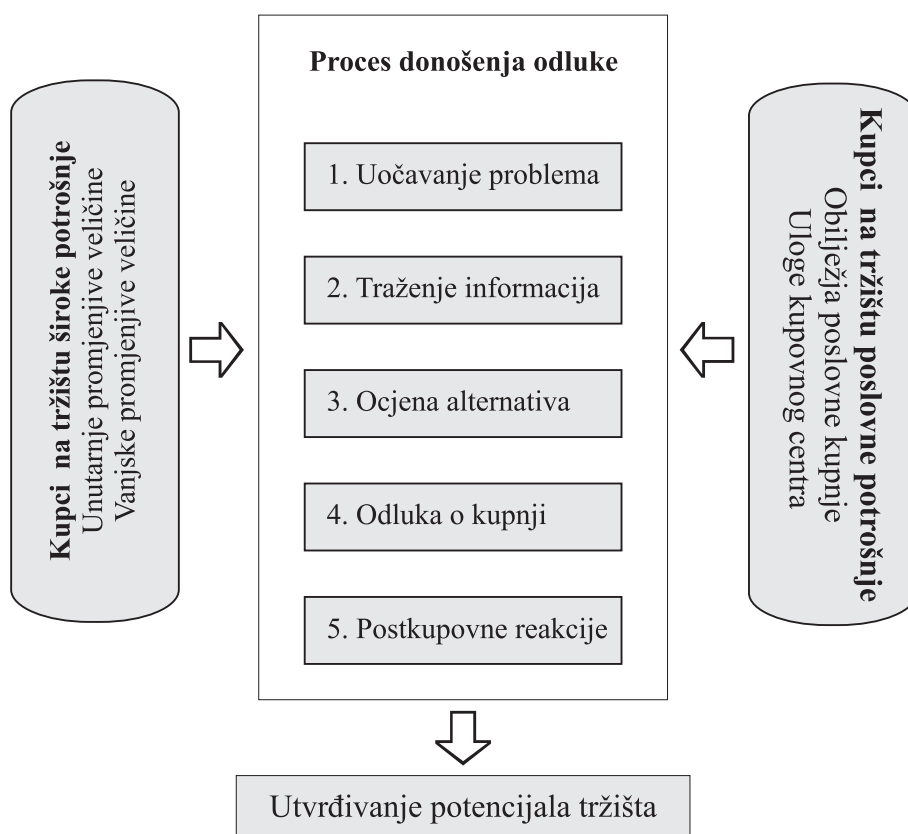 Proces donošenja odluke
Kupci na tržištu široke potrošnje
Unutarnje promjenjive veličine
Vanjske promjenjive veličine
1. Uočavanje problema
2. Traženje informacija
3. Ocjena alternativa
4. Odluka o kupnji
5. Postkupovne reakcije
Kupci na tržištu poslovne potrošnje
Obilježja poslovne kupnje
Uloge kupovnog centra
Utvrđivanje potencijala tržišta